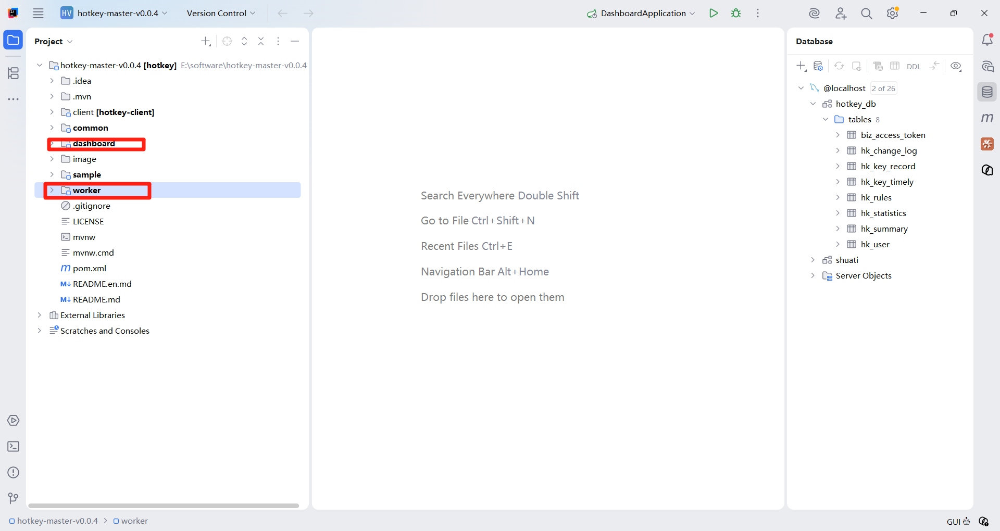 HV hotkey-master-v0.0.4 Version Control DashboardApplication
Project
hotkey-master-v0.0.4 [hotkey] E:\software\hotkey-master-v0.0.4
.idea
.mvn
client [hotkey-client]
common
dashboard
image
sample
worker
.gitignore
LICENSE
mvnw
mvnw.cmd
m pom.xml
M↓ README.en.md
M↓ README.md
External Libraries
Scratches and Consoles
Search Everywhere Double Shift
Go to File Ctrl+Shift+N
Recent Files Ctrl+E
Navigation Bar Alt+Home
Drop files here to open them
Database
DDL
@localhost 2 of 26
hotkey_db
tables 8
biz_access_token
hk_change_log
hk_key_record
hk_key_timely
hk_rules
hk_statistics
hk_summary
hk_user
shuati
Server Objects
m
hotkey-master-v0.0.4 > worker
GUI